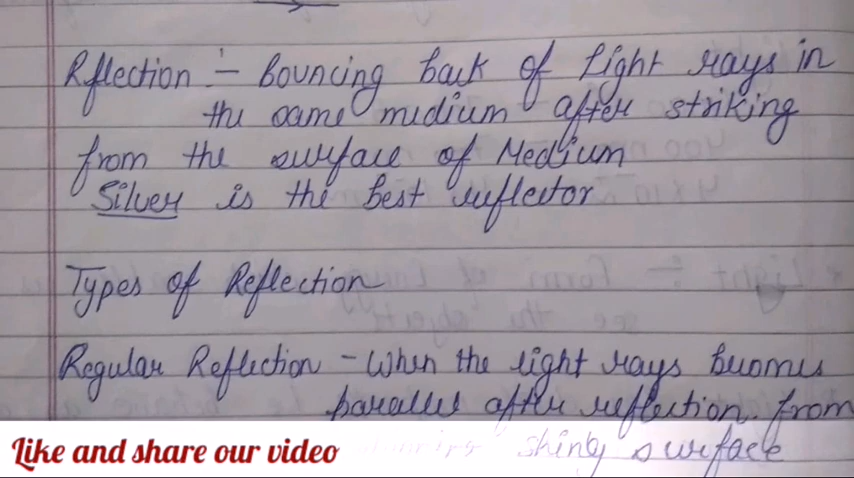 Rflection :- Bouncing back of Light rays in
the same medium after striking
from the surface of Medium
Silver is the best reflector
Types of Reflection
Regular Reflection - When the light rays becomes
parallel after reflection from
shiny surface
Like and share our video